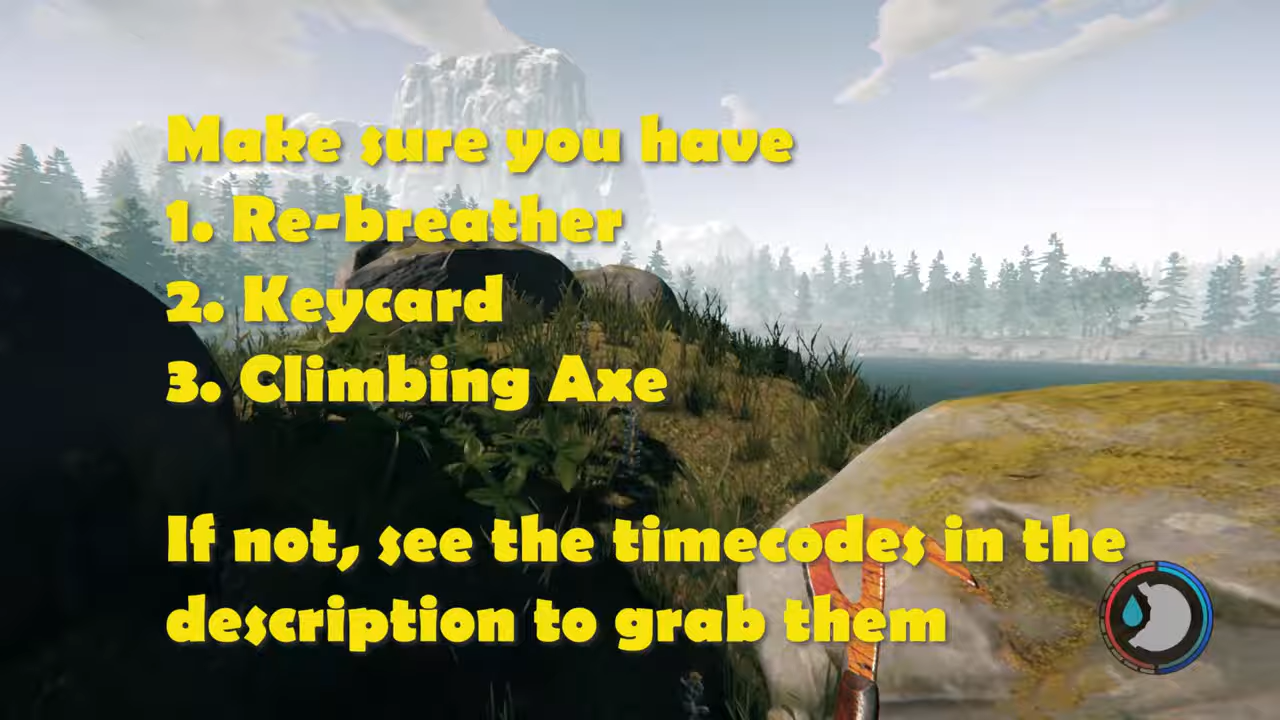 Make sure you have
1. Re-breather
2. Keycard
3. Climbing Axe
If not, see the timecodes in the
description to grab them